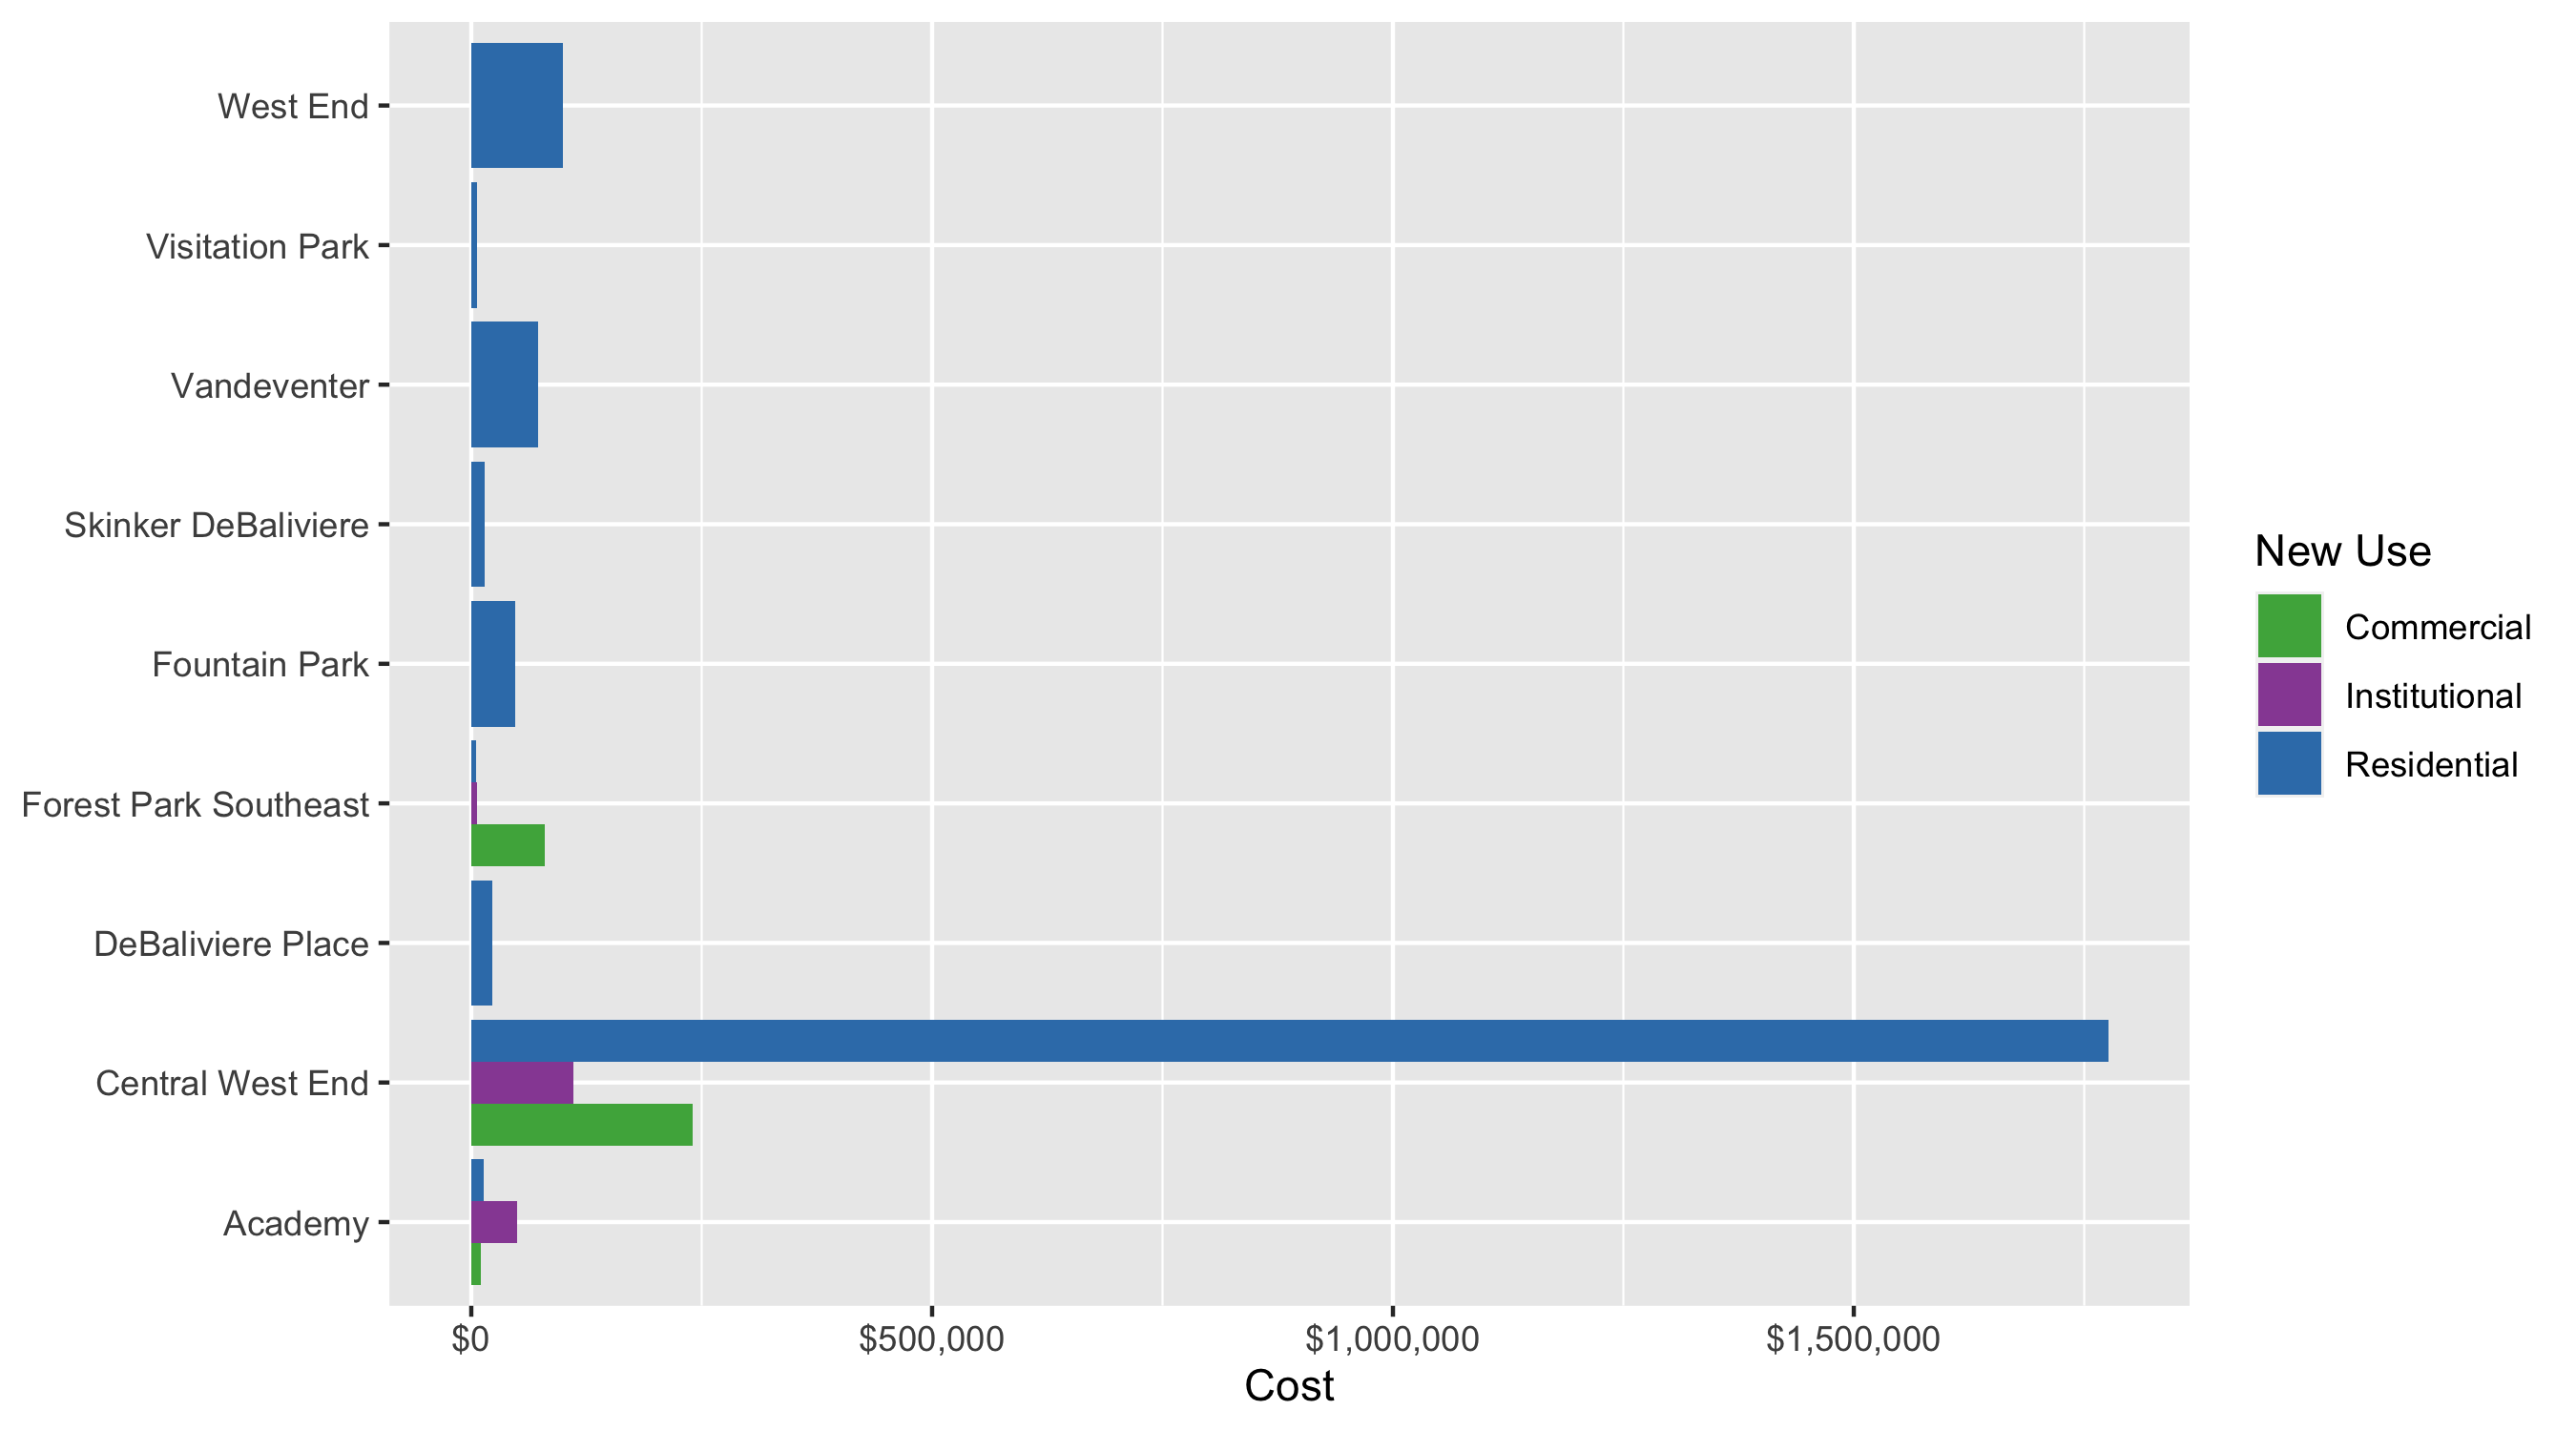 West End
Visitation Park
Vandeventer
Skinker DeBaliviere
Fountain Park
Forest Park Southeast
DeBaliviere Place
Central West End
Academy
$0 $500,000 $1,000,000 $1,500,000
Cost
New Use
Commercial
Institutional
Residential